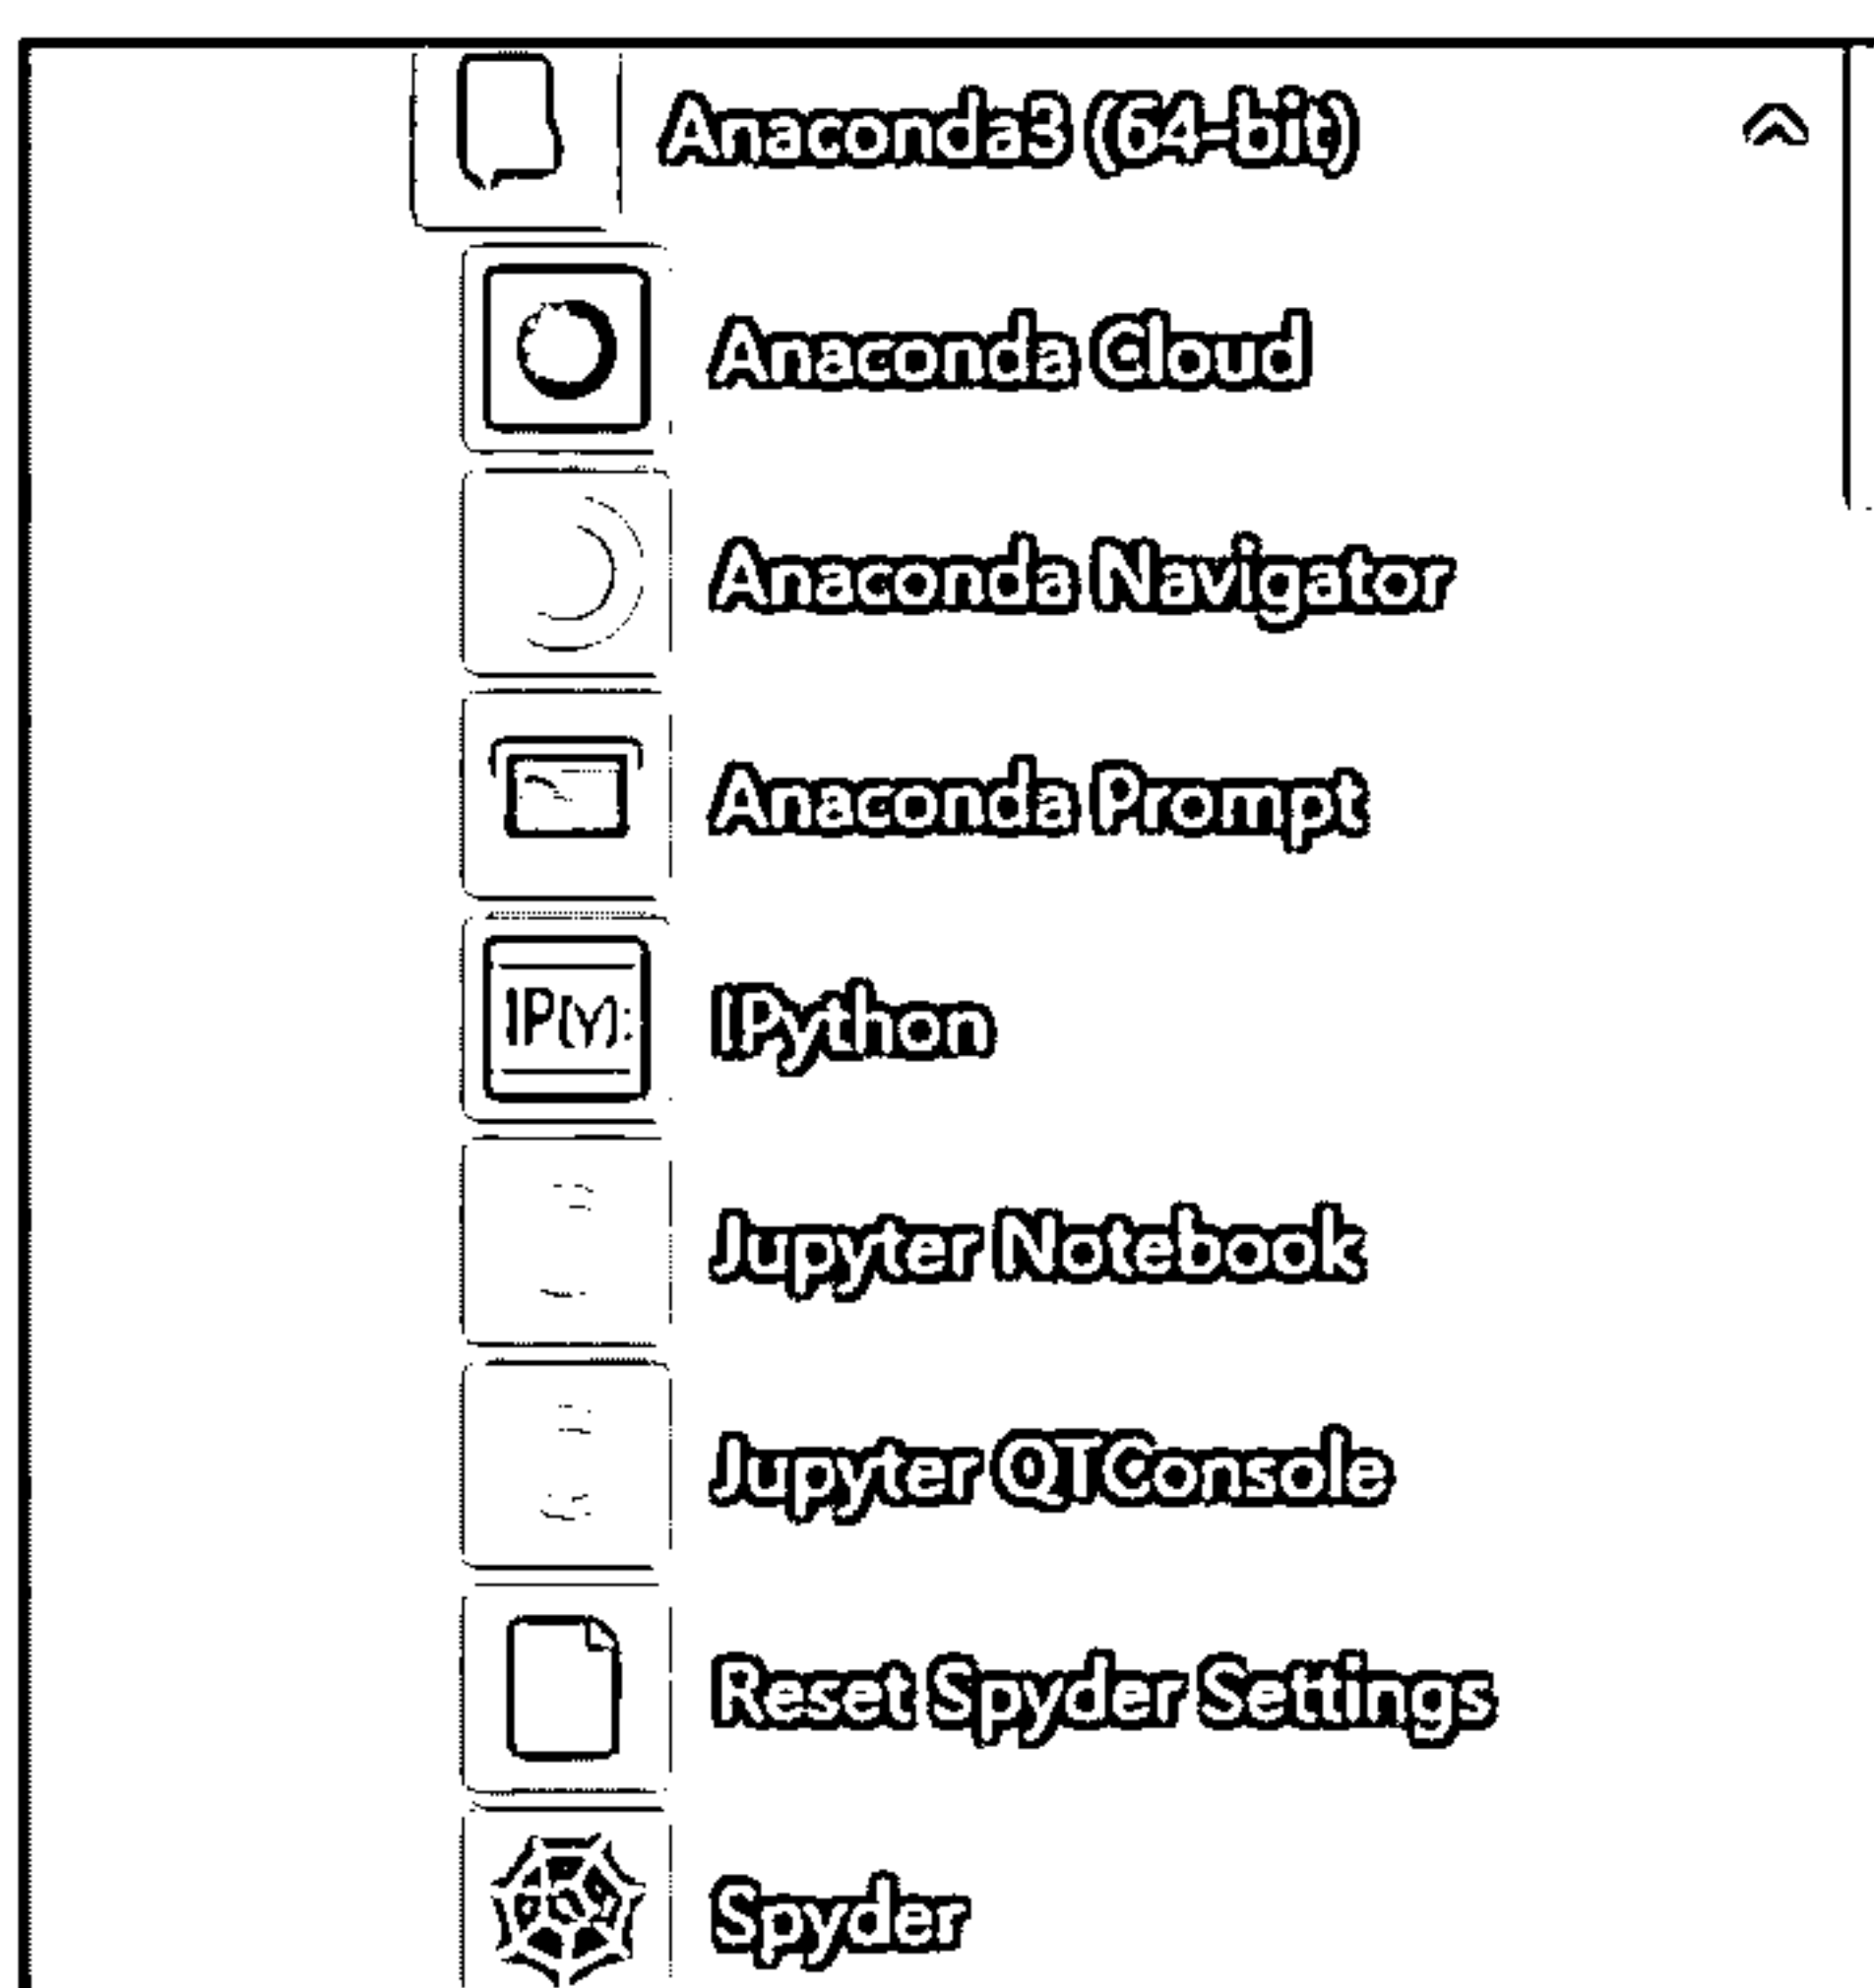 Anaconda3 (64-bit)
Anaconda Cloud
Anaconda Navigator
Anaconda Prompt
IP(y):
IPython
Jupyter Notebook
Jupyter QTConsole
Reset Spyder Settings
Spyder